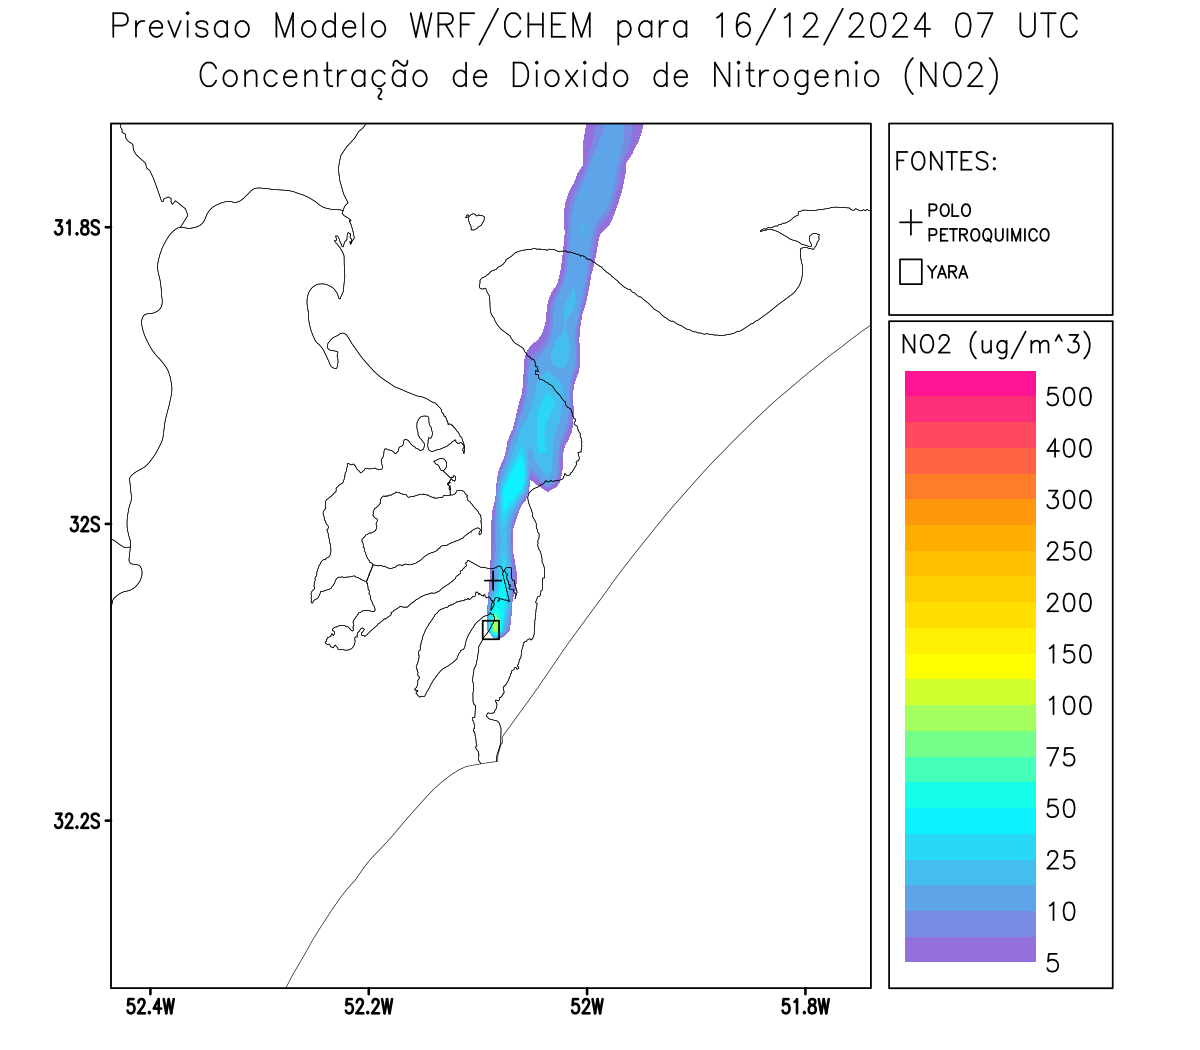 Previsao Modelo WRF/CHEM para 16/12/2024 07 UTC
Concentração de Dioxido de Nitrogenio (NO2)
FONTES:
POLO
PETROQUIMICO
YARA
31.8S
32S
32.2S
52.4W
52.2W
52W
51.8W
NO2 (ug/m^3)
500
400
300
250
200
150
100
75
50
25
10
5